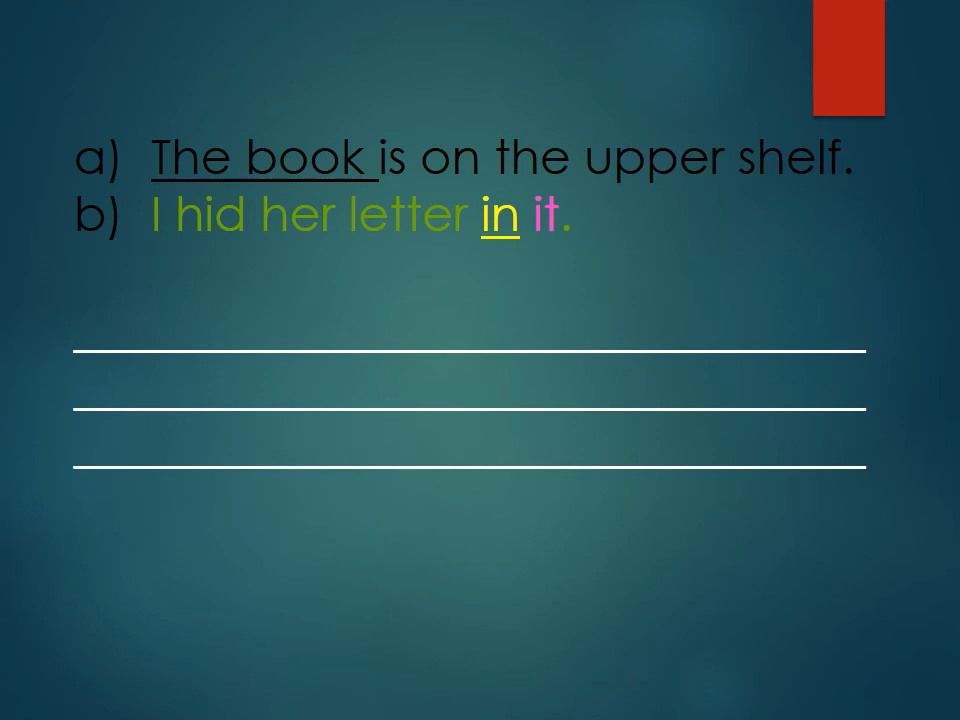 a) The book is on the upper shelf.
b) I hid her letter in it.